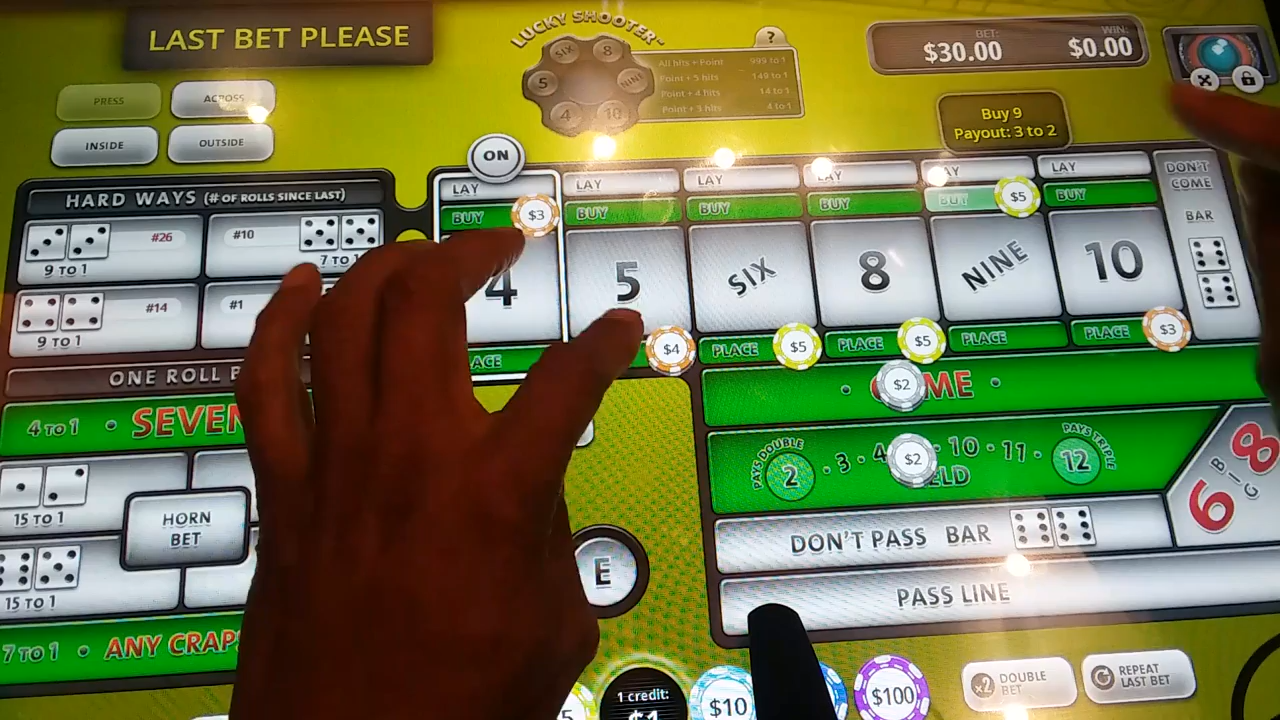 LAST BET PLEASE
LUCKY SHOOTER
SIX 8
5 NINE
4 10
?
All hits + Point 999 to 1
Point + 5 hits 149 to 1
Point + 4 hits 14 to 1
Point + 3 hits 4 to 1
BET: WIN:
$30.00 $0.00
Buy 9
Payout: 3 to 2
PRESS
ACROSS
INSIDE
OUTSIDE
ON
HARD WAYS (# OF ROLLS SINCE LAST)
#26
9 TO 1
#10
7 TO 1
#14
9 TO 1
#1
LAY LAY LAY LAY LAY LAY
BUY $3 BUY BUY BUY BUY $5 BUY
4 5 SIX 8 NINE 10
$4 PLACE $5 PLACE $5 PLACE PLACE $3
DON'T
COME
BAR
ONE ROLL
4 TO 1 • SEVEN
$2 ME
PAYS DOUBLE
2 • 3 • 4 $2 • 10 • 11 • 12
PAYS TRIPLE
ELD
6 8
BIG
15 TO 1
HORN
BET
15 TO 1
7 TO 1 • ANY CRAPS
E
DON'T PASS BAR
PASS LINE
1 credit:
$1
5
$10
$100
x2 DOUBLE
BET
REPEAT
LAST BET